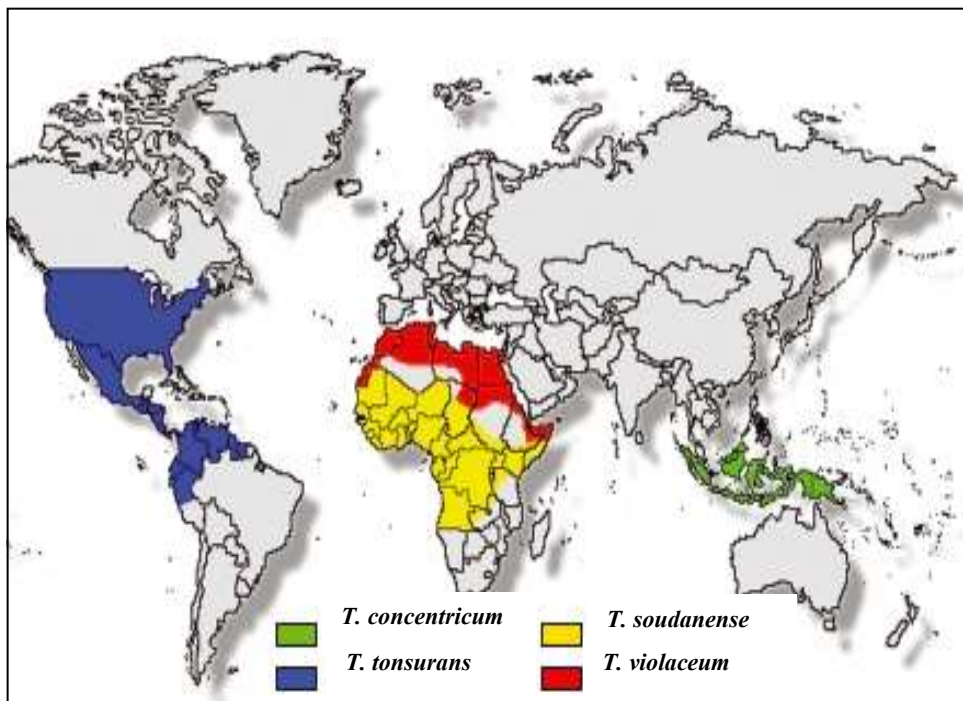 T. concentricum
T. soudanense
T. tonsurans
T. violaceum